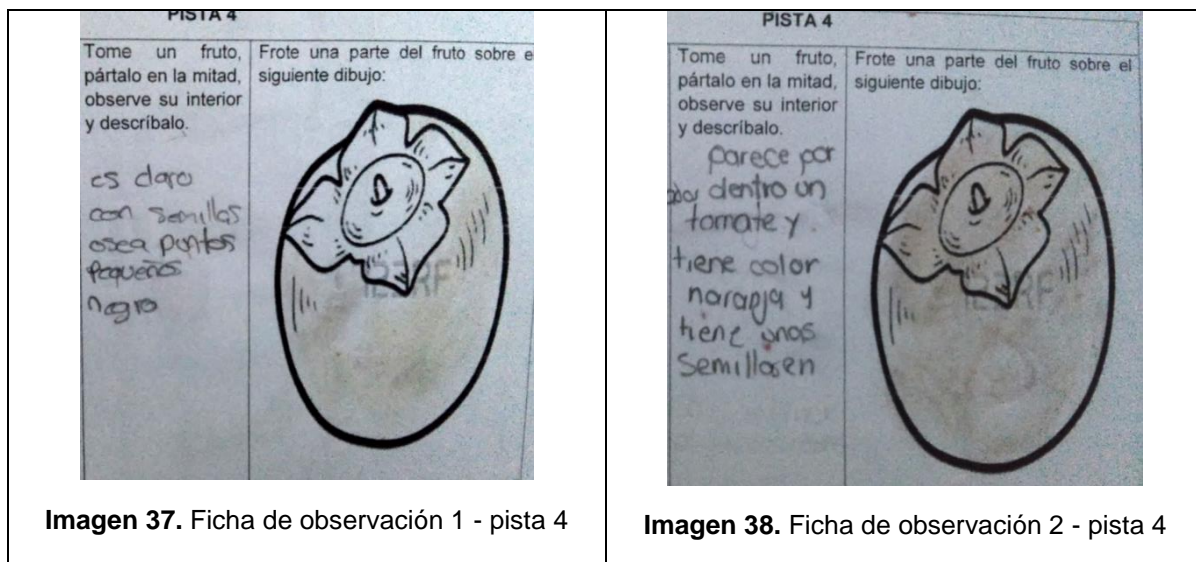 PISTA 4
Tome un fruto,
pártalo en la mitad,
observe su interior
y descríbalo.
es claro
con semillas
osea puntos
pequeños
negro
Frote una parte del fruto sobre e
siguiente dibujo:
Imagen 37. Ficha de observación 1 - pista 4
PISTA 4
Tome un fruto,
pártalo en la mitad,
observe su interior
y descríbalo.
parece por
dentro un
tomate y
tiene color
naranja y
tiene unos
semillas en
Frote una parte del fruto sobre el
siguiente dibujo:
Imagen 38. Ficha de observación 2 - pista 4